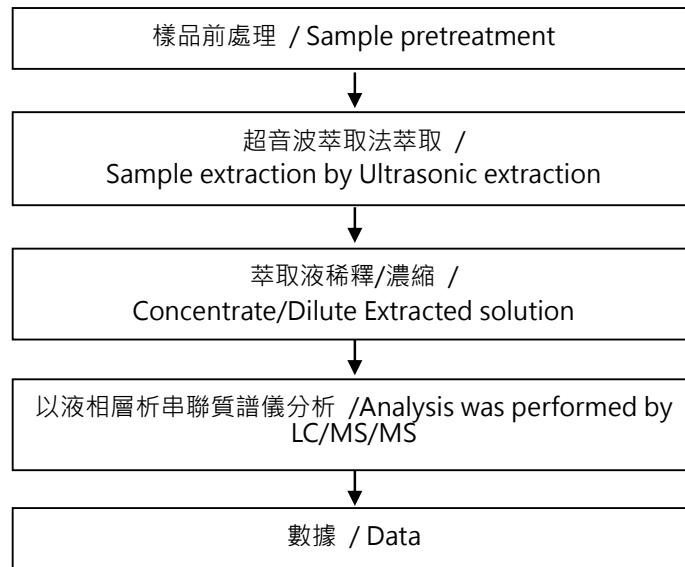 樣品前處理 / Sample pretreatment
超音波萃取法萃取 /
Sample extraction by Ultrasonic extraction
萃取液稀釋/濃縮 /
Concentrate/Dilute Extracted solution
以液相層析串聯質譜儀分析 /Analysis was performed by
LC/MS/MS
數據 / Data